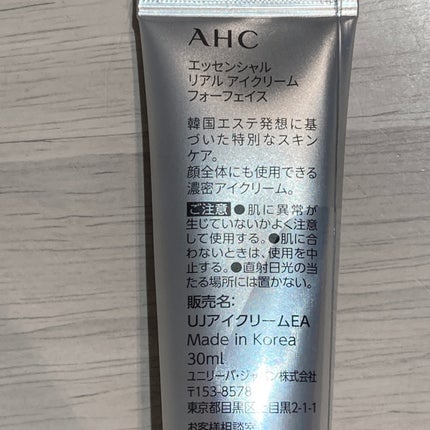 AHC
エッセンシャル
リアル アイクリーム
フォーフェイス
韓国エステ発想に基
づいた特別なスキン
ケア。
顔全体にも使用できる
濃密アイクリーム。
ご注意 ●肌に異常が
生じていないかよく注意
して使用する。●肌に合
わないときは、使用を中
止する。●直射日光の当
たる場所には置かない。
販売名:
UJアイクリームEA
Made in Korea
30ml
ユニリーバ・ジャパン株式会社
〒153-8578
東京都目黒区上目黒2-1-1
お客様相談室